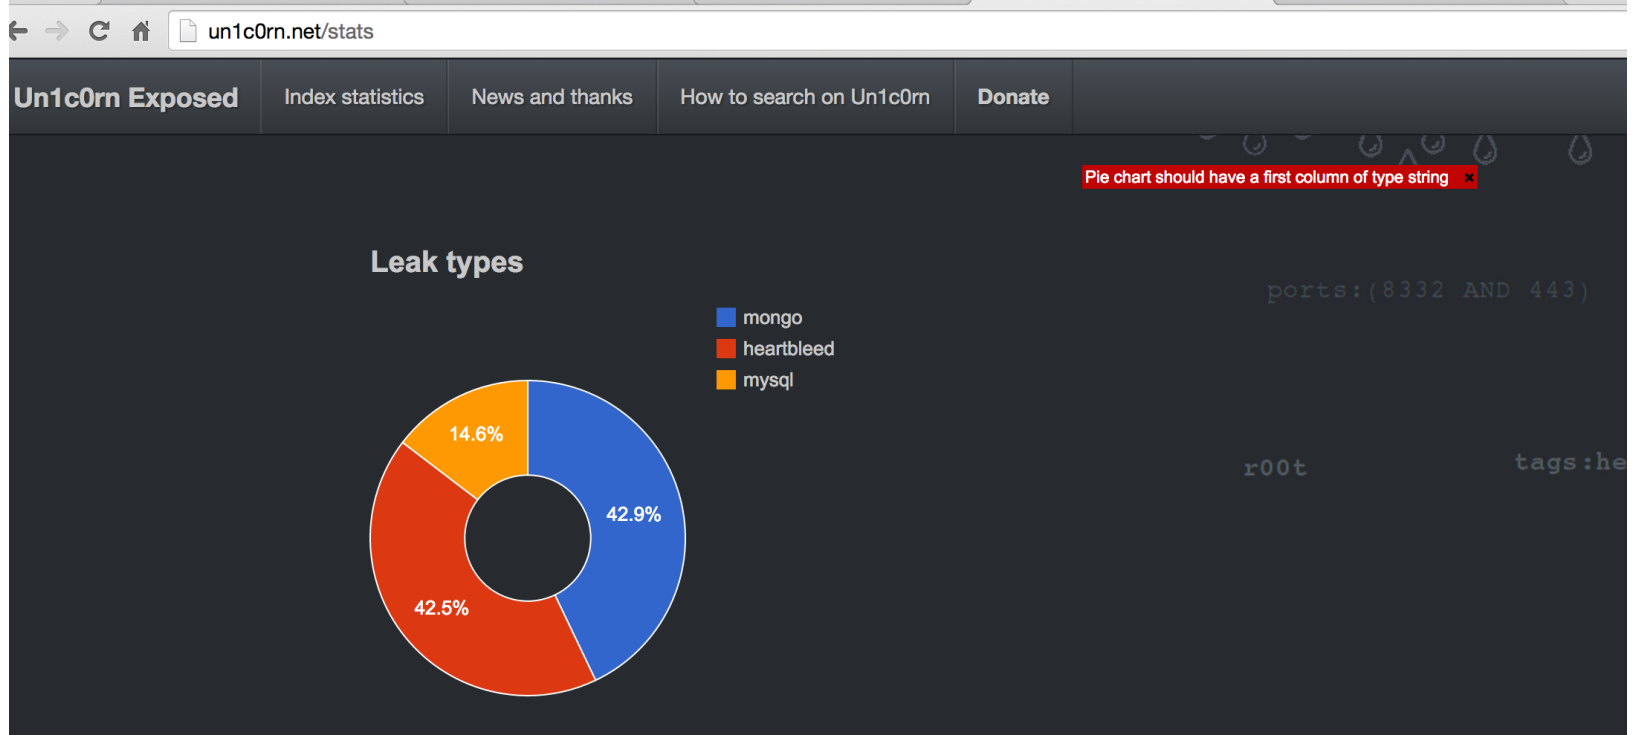 un1c0rn.net/stats
Un1c0rn Exposed
Index statistics
News and thanks
How to search on Un1c0rn
Donate
Pie chart should have a first column of type string ×
Leak types
ports:(8332 AND 443)
mongo
heartbleed
mysql
14.6%
r00t
tags:he
42.9%
42.5%